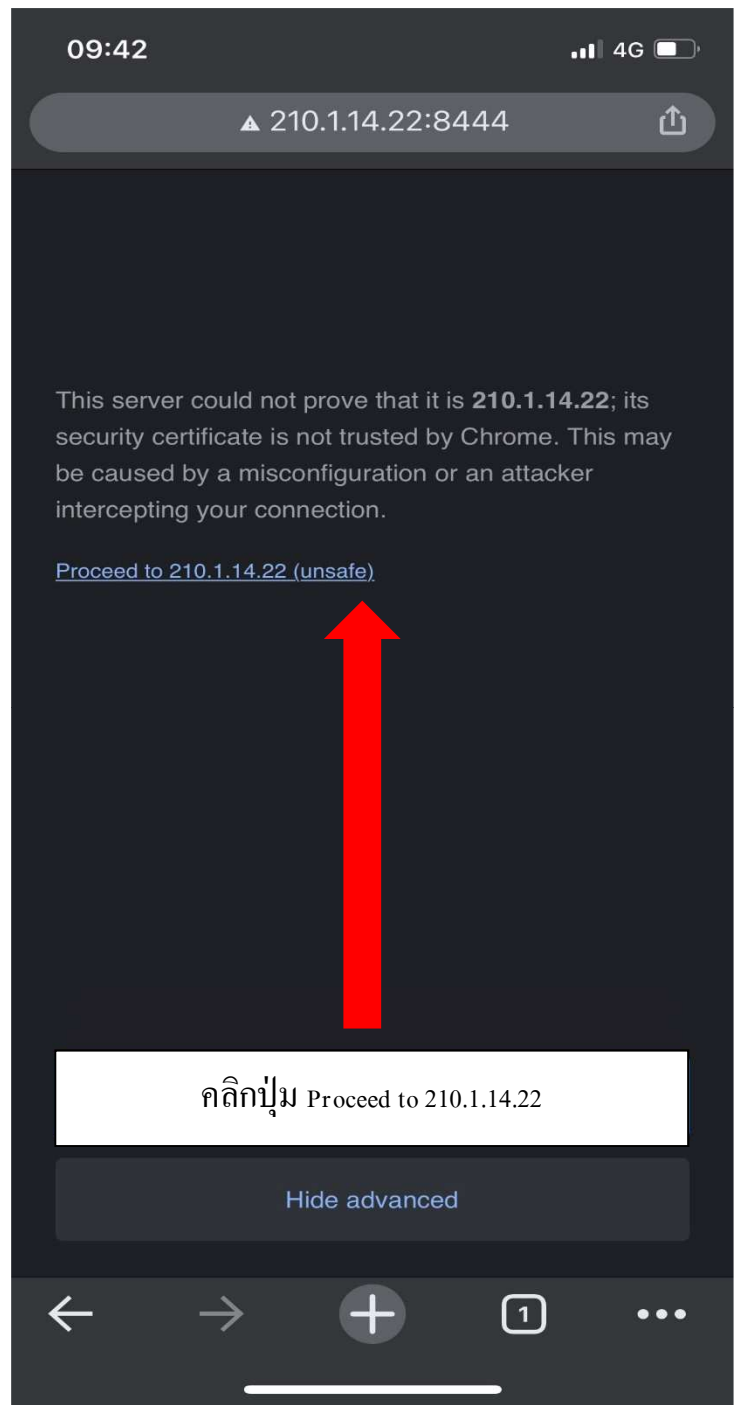 09:42
4G
210.1.14.22:8444
This server could not prove that it is 210.1.14.22; its
security certificate is not trusted by Chrome. This may
be caused by a misconfiguration or an attacker
intercepting your connection.
Proceed to 210.1.14.22 (unsafe)
คลิกปุ่ม Proceed to 210.1.14.22
Hide advanced
1